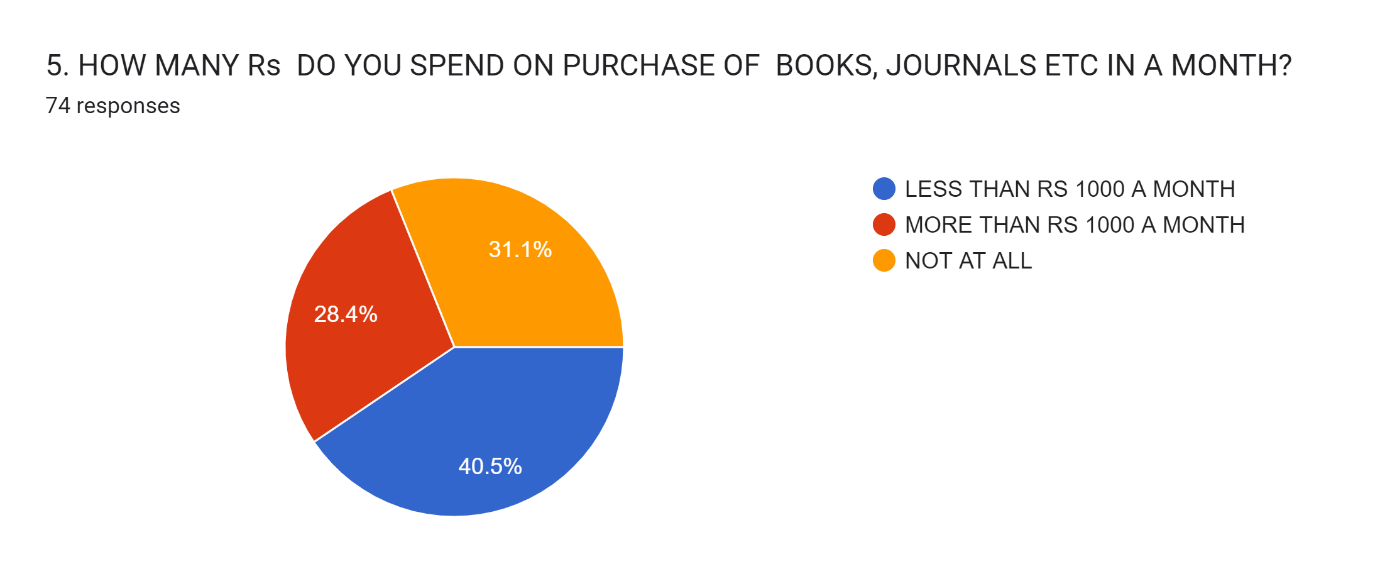 5. HOW MANY Rs  DO YOU SPEND ON PURCHASE OF  BOOKS, JOURNALS ETC IN A MONTH?
74 responses
LESS THAN RS 1000 A MONTH
MORE THAN RS 1000 A MONTH
NOT AT ALL
31.1%
28.4%
40.5%